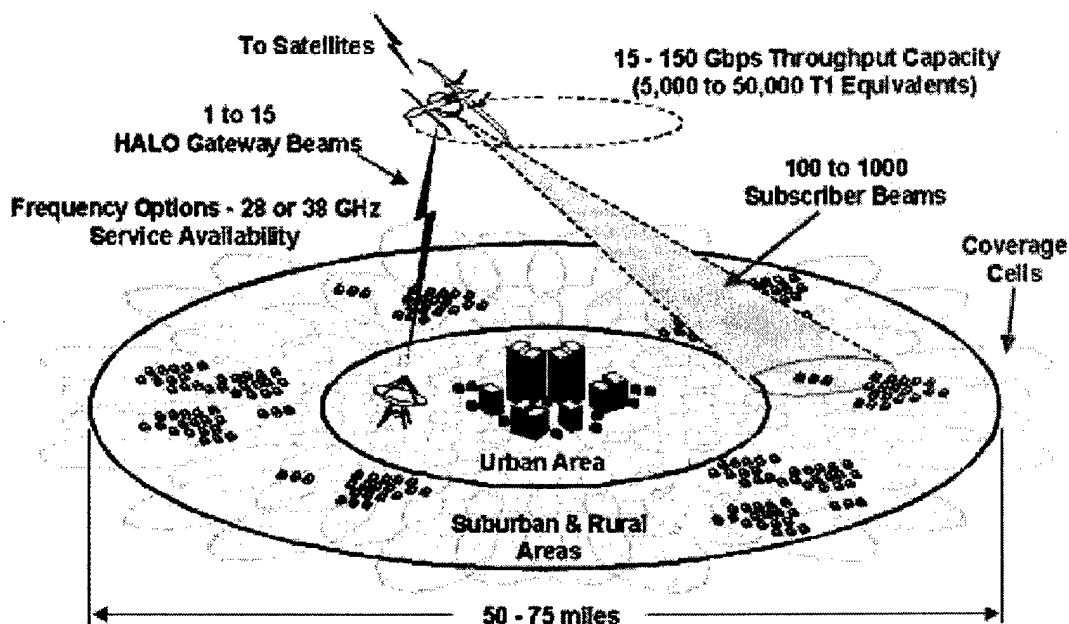 To Satellites
15 - 150 Gbps Throughput Capacity
(5,000 to 50,000 T1 Equivalents)
1 to 15
HALO Gateway Beams
100 to 1000
Subscriber Beams
Frequency Options - 28 or 38 GHz
Service Availability
Coverage
Cells
Urban Area
Suburban & Rural
Areas
50 - 75 miles